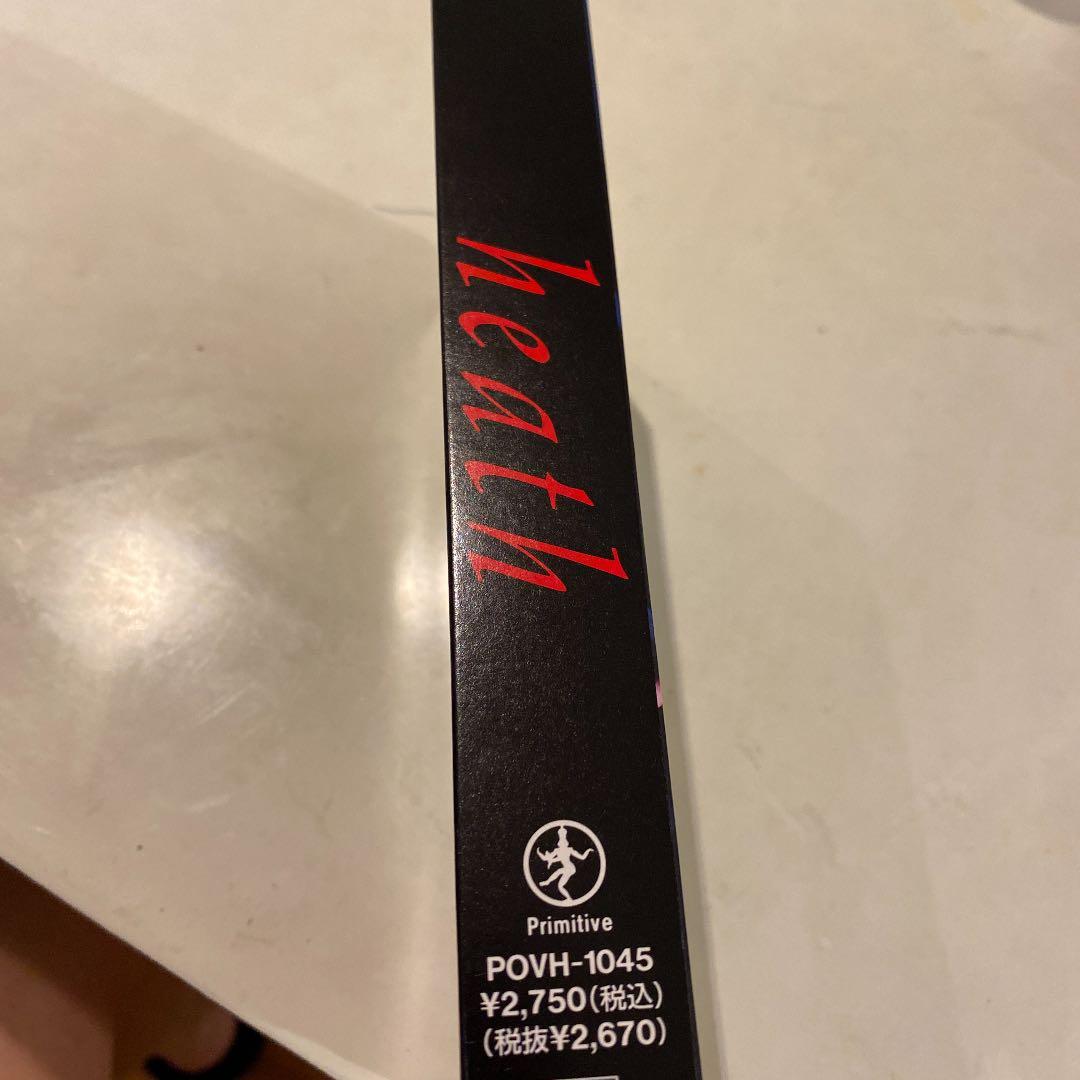 heath
Primitive
POVH-1045
¥2,750(税込)
(税抜¥2,670)